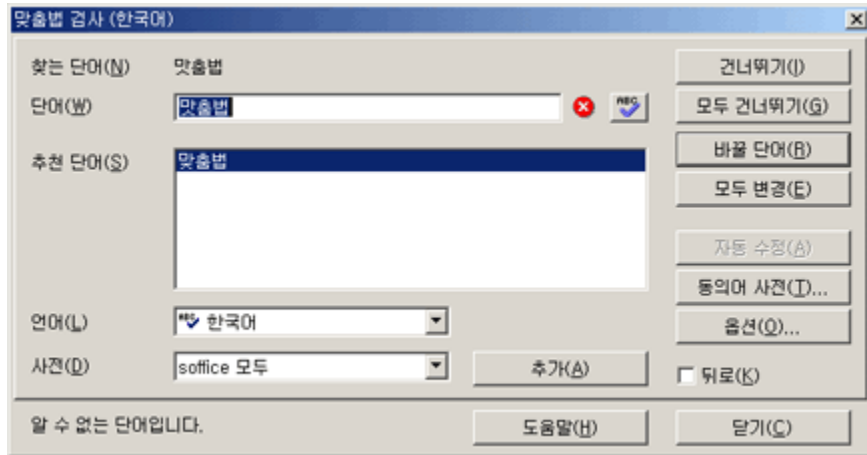 맞춤법 검사 (한국어)
찾는 단어(N) 맛춤법 건너뛰기(I)
단어(W) 맛춤법 모두 건너뛰기(G)
추천 단어(S) 맞춤법 바꿀 단어(R)
모두 변경(E)
자동 수정(A)
동의어 사전(T)...
언어(L) 한국어 옵션(O)...
사전(D) soffice 모두 추가(A) 뒤로(K)
알 수 없는 단어입니다. 도움말(H) 닫기(C)